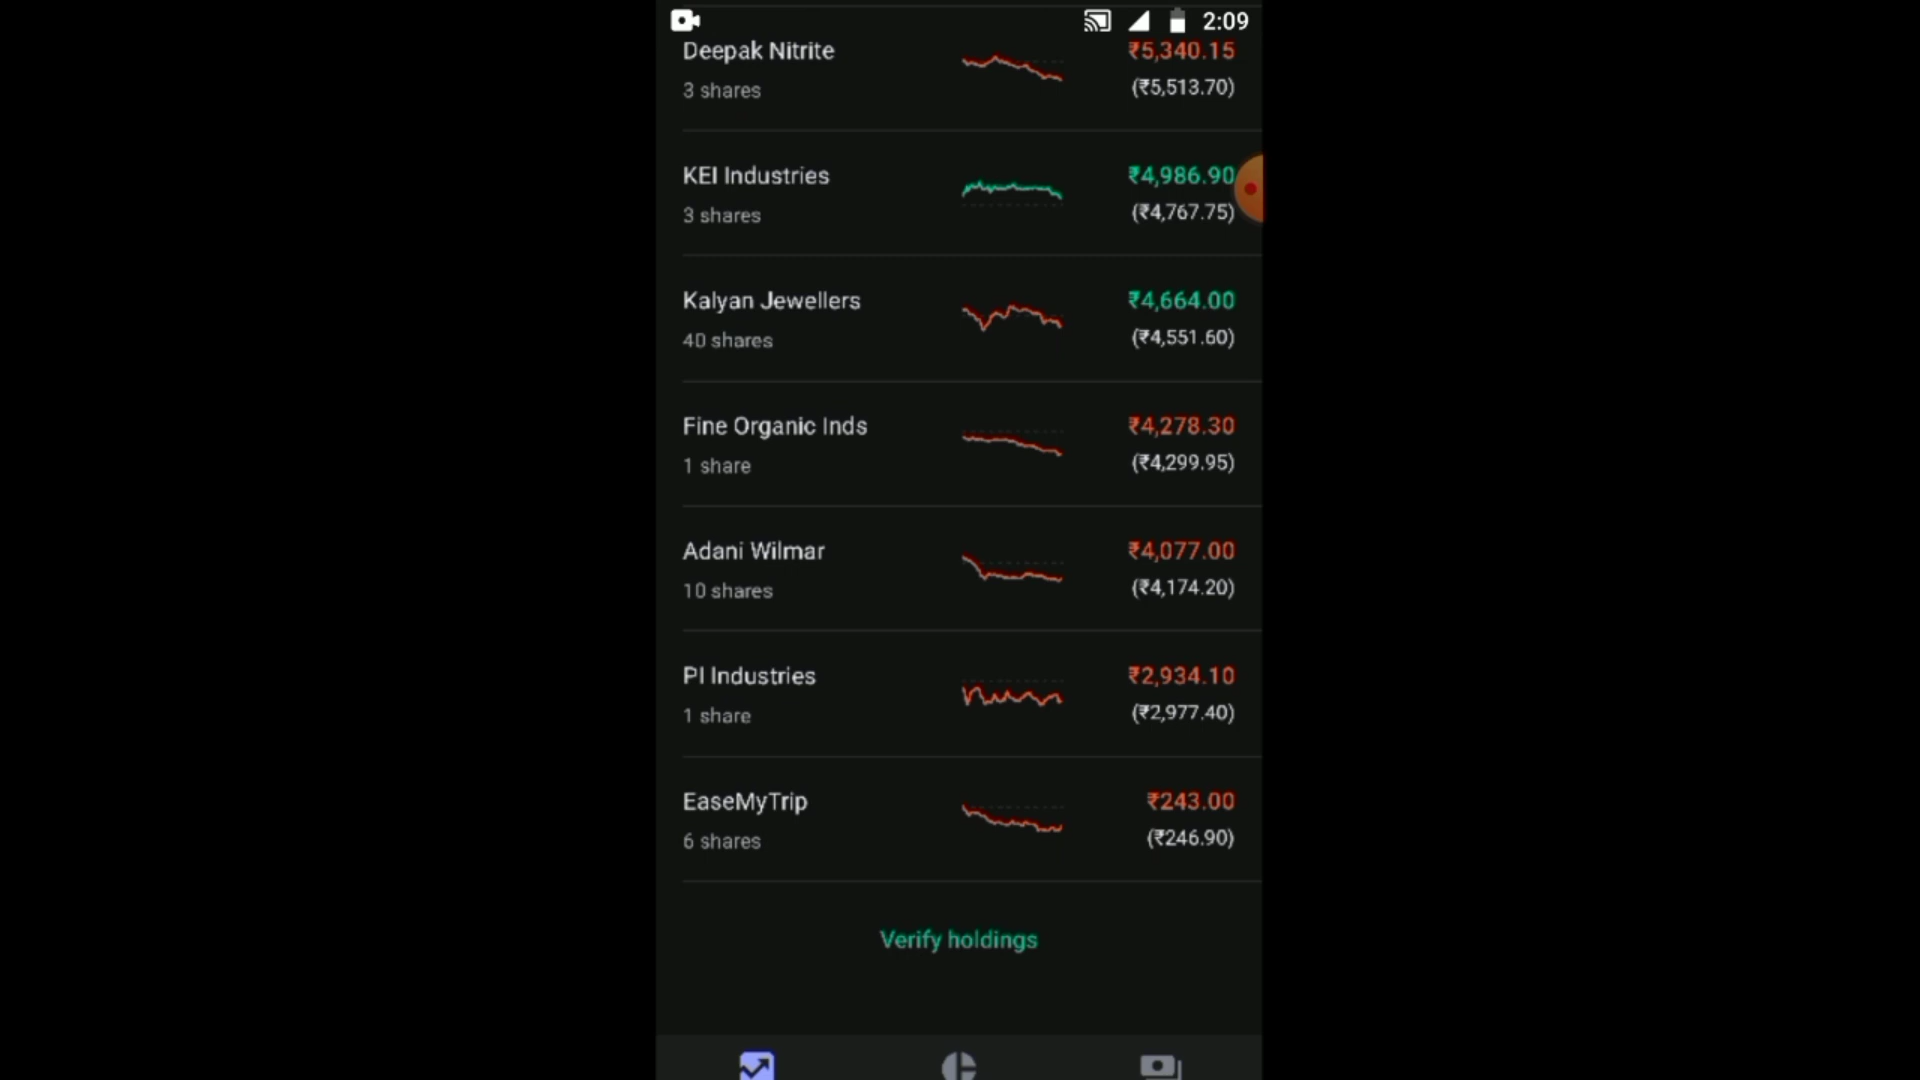 2:09
Deepak Nitrite ₹5,340.15
3 shares (₹5,513.70)
KEI Industries ₹4,986.90
3 shares (₹4,767.75)
Kalyan Jewellers ₹4,664.00
40 shares (₹4,551.60)
Fine Organic Inds ₹4,278.30
1 share (₹4,299.95)
Adani Wilmar ₹4,077.00
10 shares (₹4,174.20)
PI Industries ₹2,934.10
1 share (₹2,977.40)
EaseMyTrip ₹243.00
6 shares (₹246.90)
Verify holdings